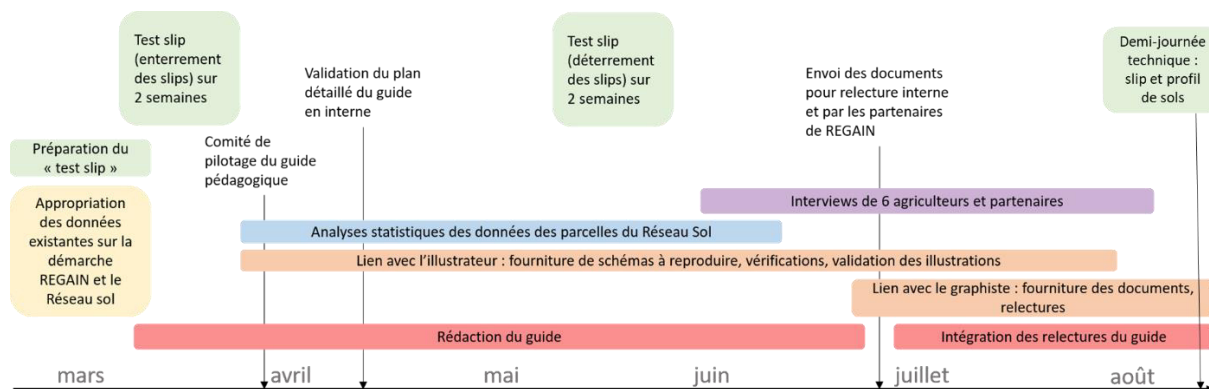 Test slip
(enterrement
des slips) sur
2 semaines
Validation du plan
détaillé du guide
en interne
Test slip
(déterrement
des slips) sur
2 semaines
Envoi des documents
pour relecture interne
et par les partenaires
de REGAIN
Demi-journée
technique :
slip et profil
de sols
Préparation du
« test slip »
Comité de
pilotage du guide
pédagogique
Appropriation
des données
existantes sur la
démarche
REGAIN et le
Réseau sol
Interviews de 6 agriculteurs et partenaires
Analyses statistiques des données des parcelles du Réseau Sol
Lien avec l'illustrateur : fourniture de schémas à reproduire, vérifications, validation des illustrations
Lien avec le graphiste : fourniture des documents,
relectures
Rédaction du guide
Intégration des relectures du guide
mars avril mai juin juillet août